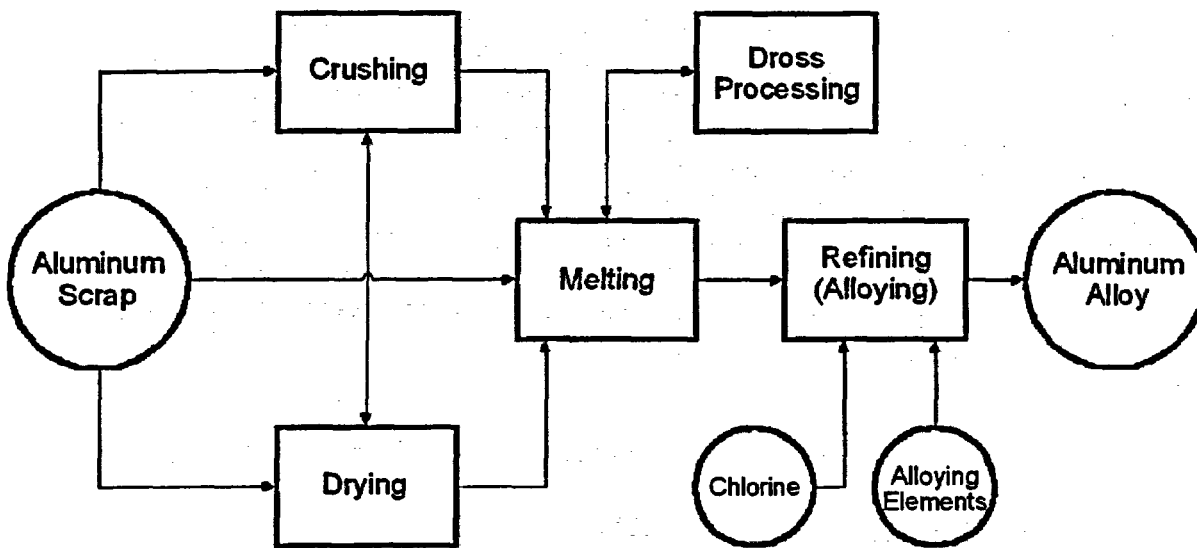 Crushing
Dross
Processing
Aluminum
Scrap
Melting
Refining
(Alloying)
Aluminum
Alloy
Drying
Chlorine
Alloying
Elements